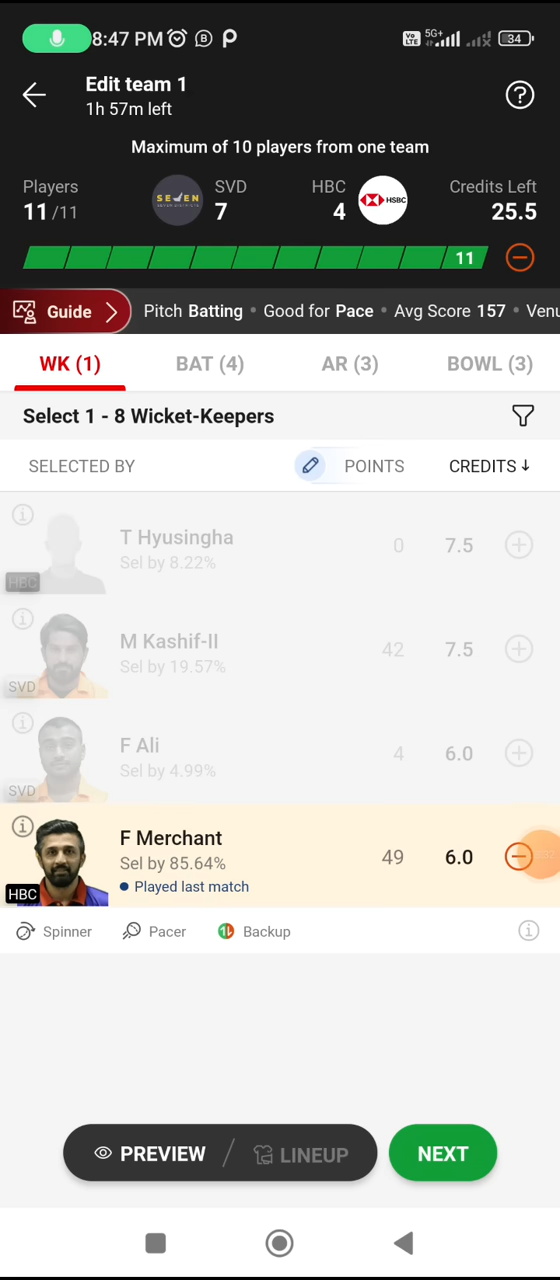 8:47 PM B P Vo LTE 5G+ 34
Edit team 1
1h 57m left
Maximum of 10 players from one team
Players SVD HBC Credits Left
11/11 SEVEN 7 4 HSBC 25.5
11
Guide Pitch Batting • Good for Pace • Avg Score 157 • Venu
WK (1) BAT (4) AR (3) BOWL (3)
Select 1 - 8 Wicket-Keepers
SELECTED BY POINTS CREDITS ↓
T Hyusingha 0 7.5
Sel by 8.22%
HBC
M Kashif-II 42 7.5
Sel by 19.57%
SVD
F Ali 4 6.0
Sel by 4.99%
SVD
F Merchant 49 6.0
Sel by 85.64%
HBC • Played last match
Spinner Pacer Backup
PREVIEW / LINEUP NEXT